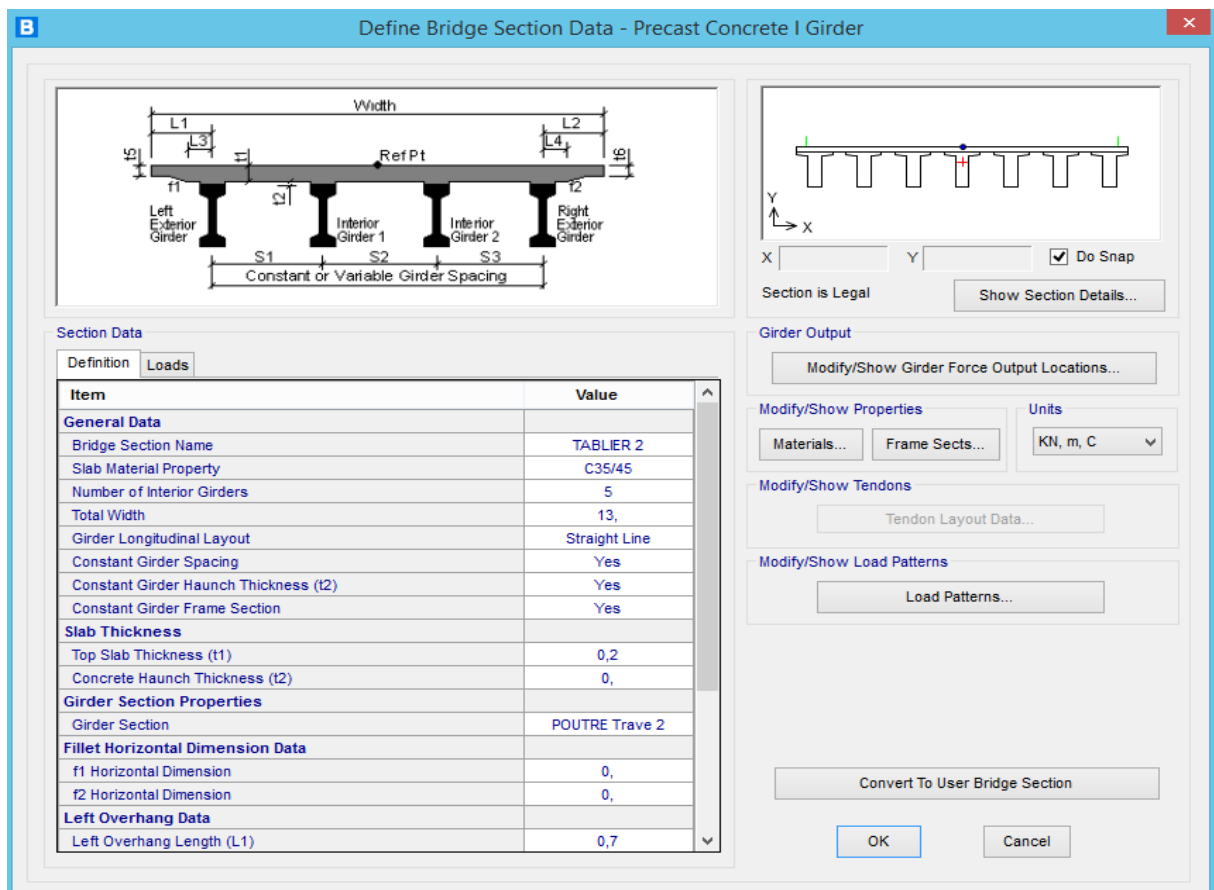 B
Define Bridge Section Data - Precast Concrete I Girder
×
Width
L1
L2
L3
L4
t5
t1
Ref Pt
t6
f1
t2
f2
Left
Exterior
Girder
Interior
Girder 1
Interior
Girder 2
Right
Exterior
Girder
S1
S2
S3
Constant or Variable Girder Spacing
Y
X
X
Y
Do Snap
Section is Legal
Show Section Details...
Section Data
Definition
Loads
Item Value
General Data
Bridge Section Name TABLIER 2
Slab Material Property C35/45
Number of Interior Girders 5
Total Width 13,
Girder Longitudinal Layout Straight Line
Constant Girder Spacing Yes
Constant Girder Haunch Thickness (t2) Yes
Constant Girder Frame Section Yes
Slab Thickness
Top Slab Thickness (t1) 0,2
Concrete Haunch Thickness (t2) 0,
Girder Section Properties
Girder Section POUTRE Trave 2
Fillet Horizontal Dimension Data
f1 Horizontal Dimension 0,
f2 Horizontal Dimension 0,
Left Overhang Data
Left Overhang Length (L1) 0,7
Girder Output
Modify/Show Girder Force Output Locations...
Modify/Show Properties
Materials...
Frame Sects...
Units
KN, m, C
Modify/Show Tendons
Tendon Layout Data...
Modify/Show Load Patterns
Load Patterns...
Convert To User Bridge Section
OK
Cancel